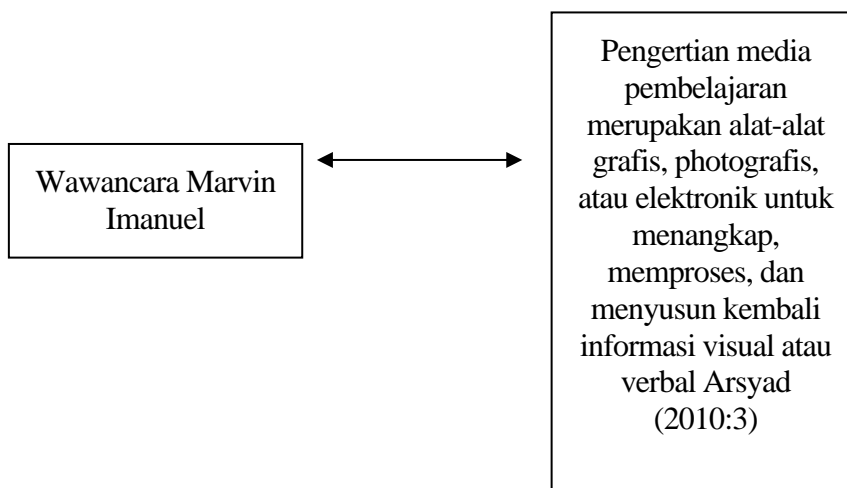 Wawancara Marvin
Imanuel
Pengertian media
pembelajaran
merupakan alat-alat
grafis, photografis,
atau elektronik untuk
menangkap,
memproses, dan
menyusun kembali
informasi visual atau
verbal Arsyad
(2010:3)